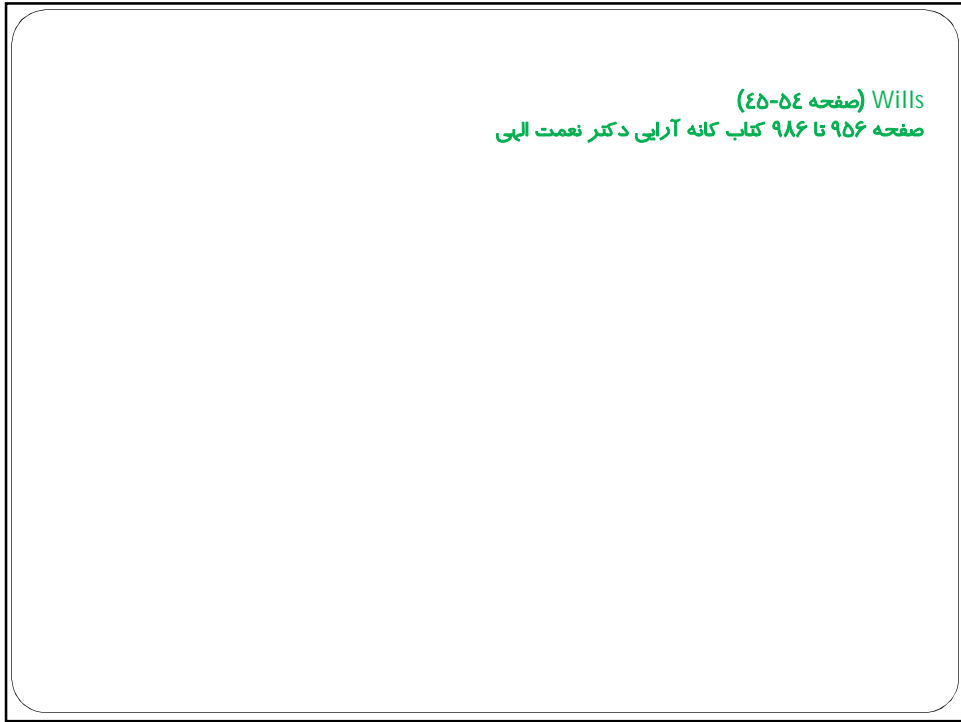 Wills (صفحه ٤٥-٥٤)
صفحه ۹۵۶ تا ۹۸۶ کتاب کانه آرایی دکتر نعمت الهی